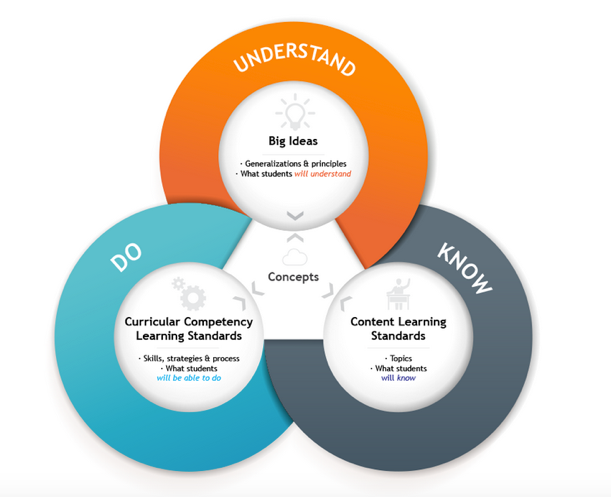 UNDERSTAND
Big Ideas
· Generalizations & principles
· What students will understand
Concepts
DO
Curricular Competency
Learning Standards
· Skills, strategies & process
· What students
will be able to do
KNOW
Content Learning
Standards
· Topics
· What students
will know